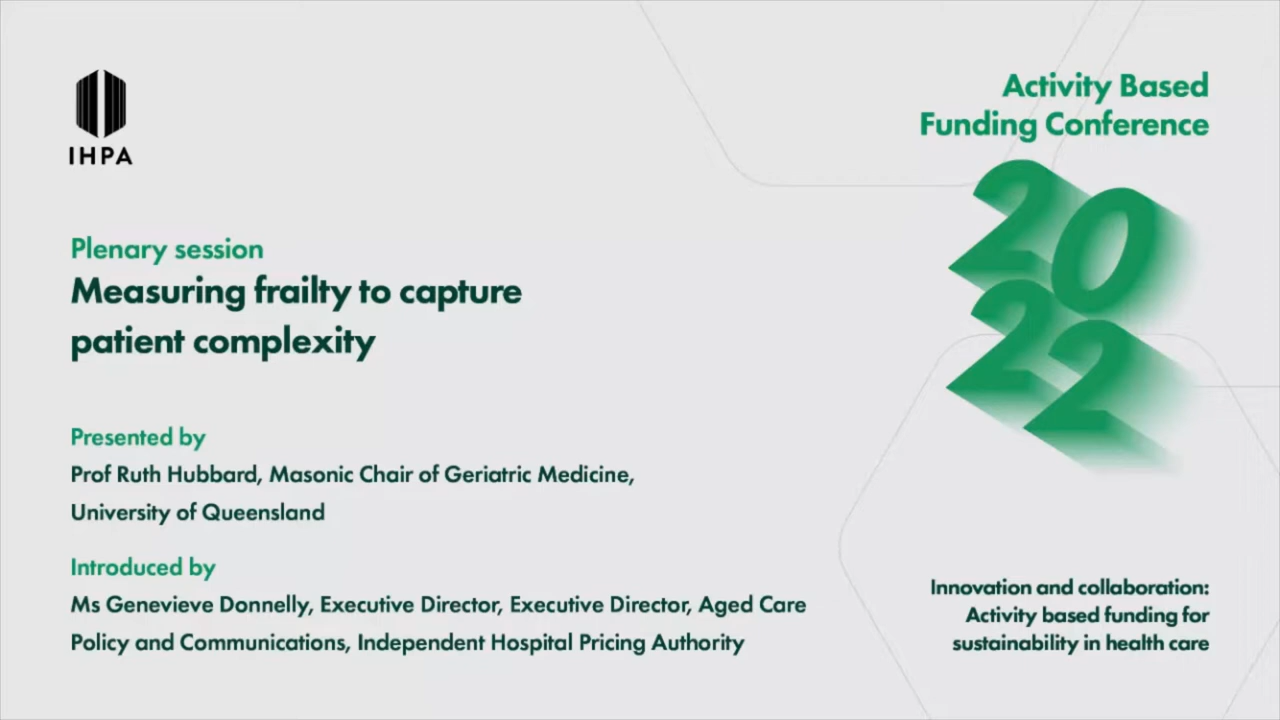 IHPA
Activity Based
Funding Conference
2022
Plenary session
Measuring frailty to capture
patient complexity
Presented by
Prof Ruth Hubbard, Masonic Chair of Geriatric Medicine,
University of Queensland
Introduced by
Ms Genevieve Donnelly, Executive Director, Executive Director, Aged Care
Policy and Communications, Independent Hospital Pricing Authority
Innovation and collaboration:
Activity based funding for
sustainability in health care